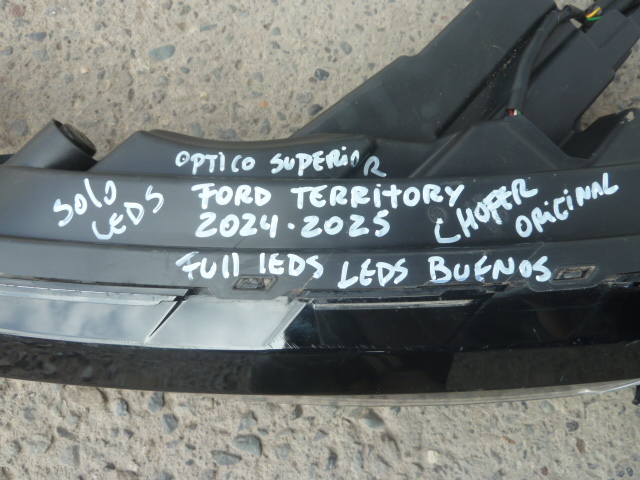 OPTICO SUPERIOR
SOLO
LEDS
FORD TERRITORY
2024.2025
CHOFER
ORIGINAL
FUll lEDS LEDS BUENOS